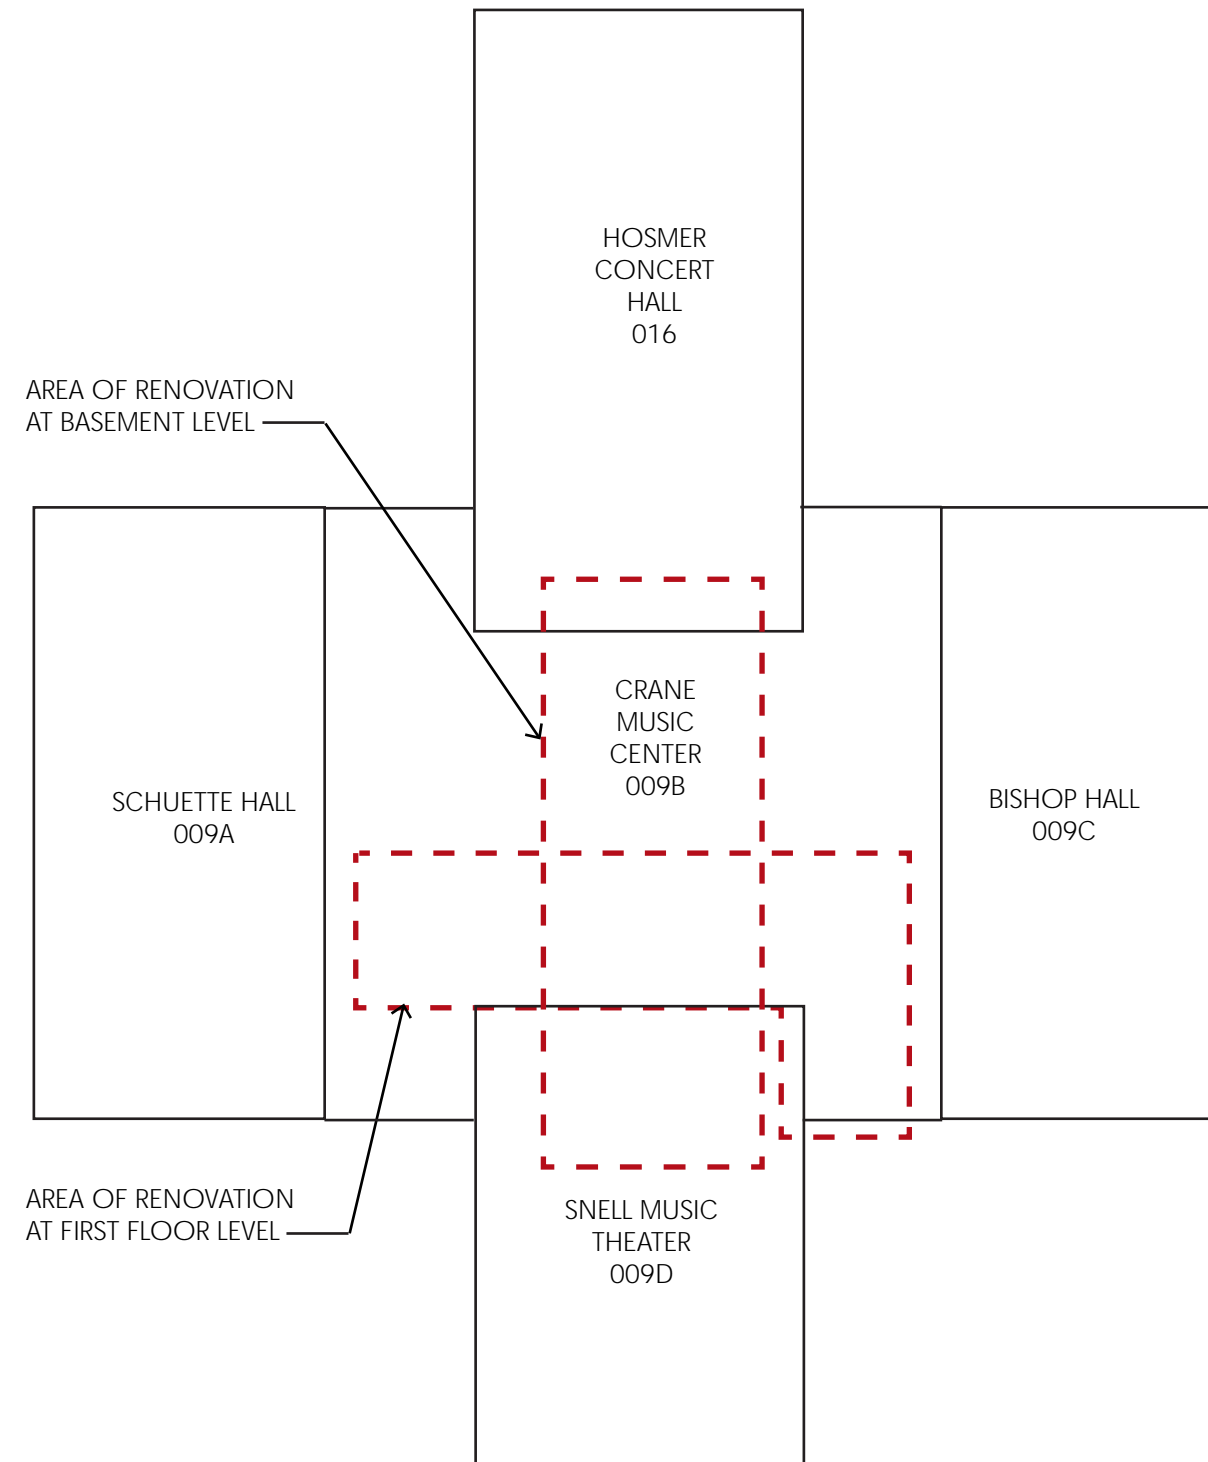 HOSMER
CONCERT
HALL
016
AREA OF RENOVATION
AT BASEMENT LEVEL
CRANE
MUSIC
CENTER
009B
SCHUETTE HALL
009A
BISHOP HALL
009C
AREA OF RENOVATION
AT FIRST FLOOR LEVEL
SNELL MUSIC
THEATER
009D